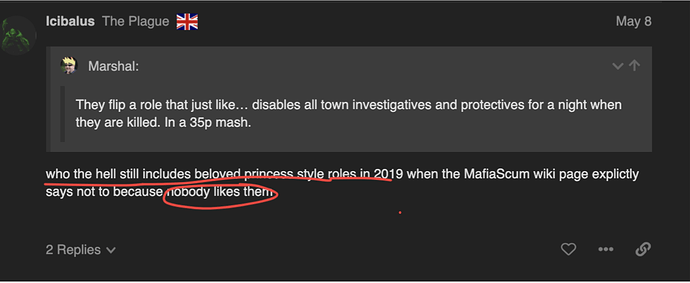 Icibalus The Plague May 8
Marshal:
They flip a role that just like… disables all town investigatives and protectives for a night when
they are killed. In a 35p mash.
who the hell still includes beloved princess style roles in 2019 when the MafiaScum wiki page explictly
says not to because nobody likes them
2 Replies